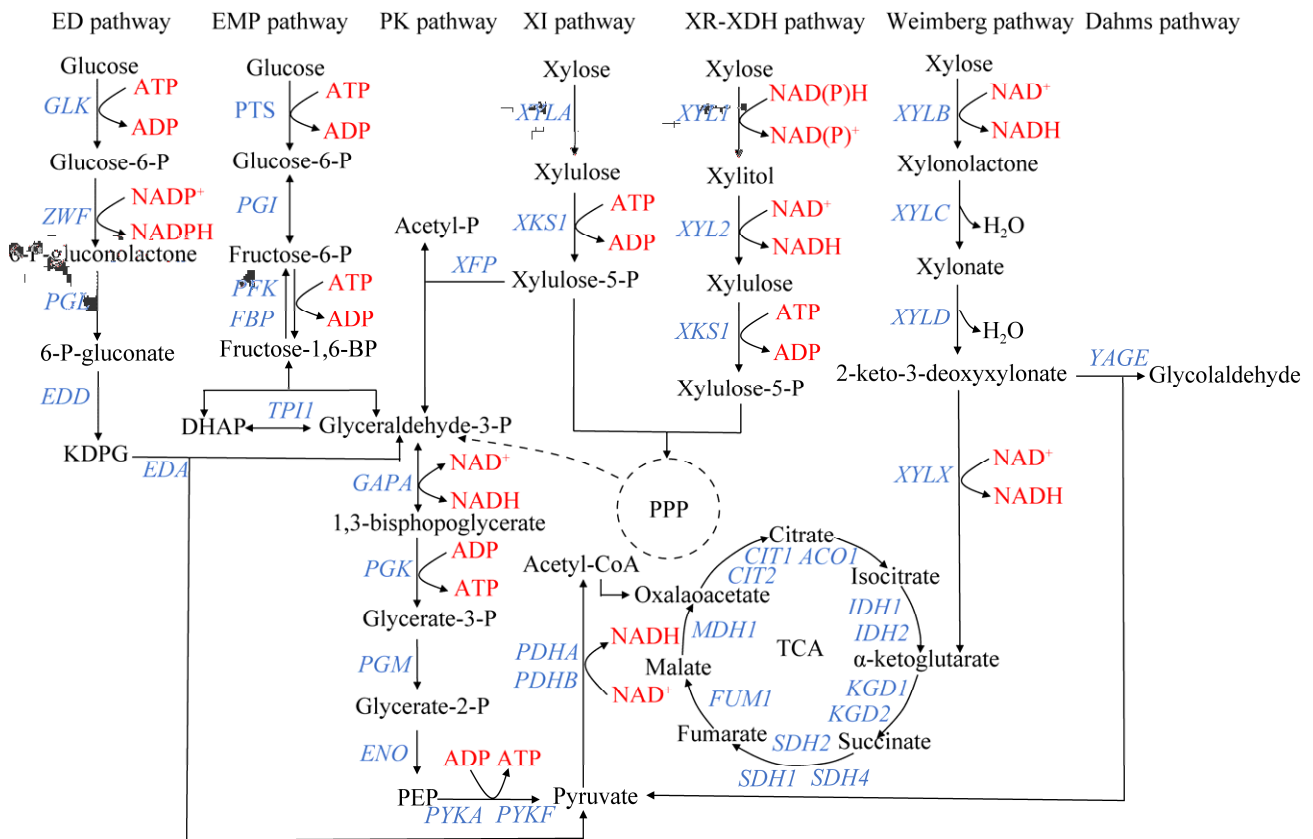 ED pathway
EMP pathway
PK pathway
XI pathway
XR-XDH pathway
Weimberg pathway
Dahms pathway
Glucose
GLK
ATP
ADP
Glucose-6-P
ZWF
NADP⁺
NADPH
6-P-gluconolactone
PGL
6-P-gluconate
EDD
KDPG
EDA
Glucose
PTS
ATP
ADP
Glucose-6-P
PGI
Fructose-6-P
PFK
FBP
ATP
ADP
Fructose-1,6-BP
DHAP
TPI1
Glyceraldehyde-3-P
Acetyl-P
XFP
GAPA
NAD⁺
NADH
1,3-bisphopoglycerate
PGK
ADP
ATP
Glycerate-3-P
PGM
Glycerate-2-P
ENO
PEP
ADP ATP
PYKA PYKF
Pyruvate
PDHA
PDHB
NADH
NAD⁺
Acetyl-CoA
Xylose
XYLA
Xylulose
XKS1
ATP
ADP
Xylulose-5-P
Xylose
XYL1
NAD(P)H
NAD(P)⁺
Xylitol
XYL2
NAD⁺
NADH
Xylulose
XKS1
ATP
ADP
Xylulose-5-P
PPP
Xylose
XYLB
NAD⁺
NADH
Xylonolactone
XYLC
H₂O
Xylonate
XYLD
H₂O
2-keto-3-deoxyxylonate
YAGE
Glycolaldehyde
XYLX
NAD⁺
NADH
Citrate
CIT1 ACO1
CIT2
Isocitrate
Oxalaoacetate
IDH1
IDH2
MDH1
TCA
Malate
α-ketoglutarate
KGD1
KGD2
FUM1
Fumarate
SDH2
Succinate
SDH1 SDH4